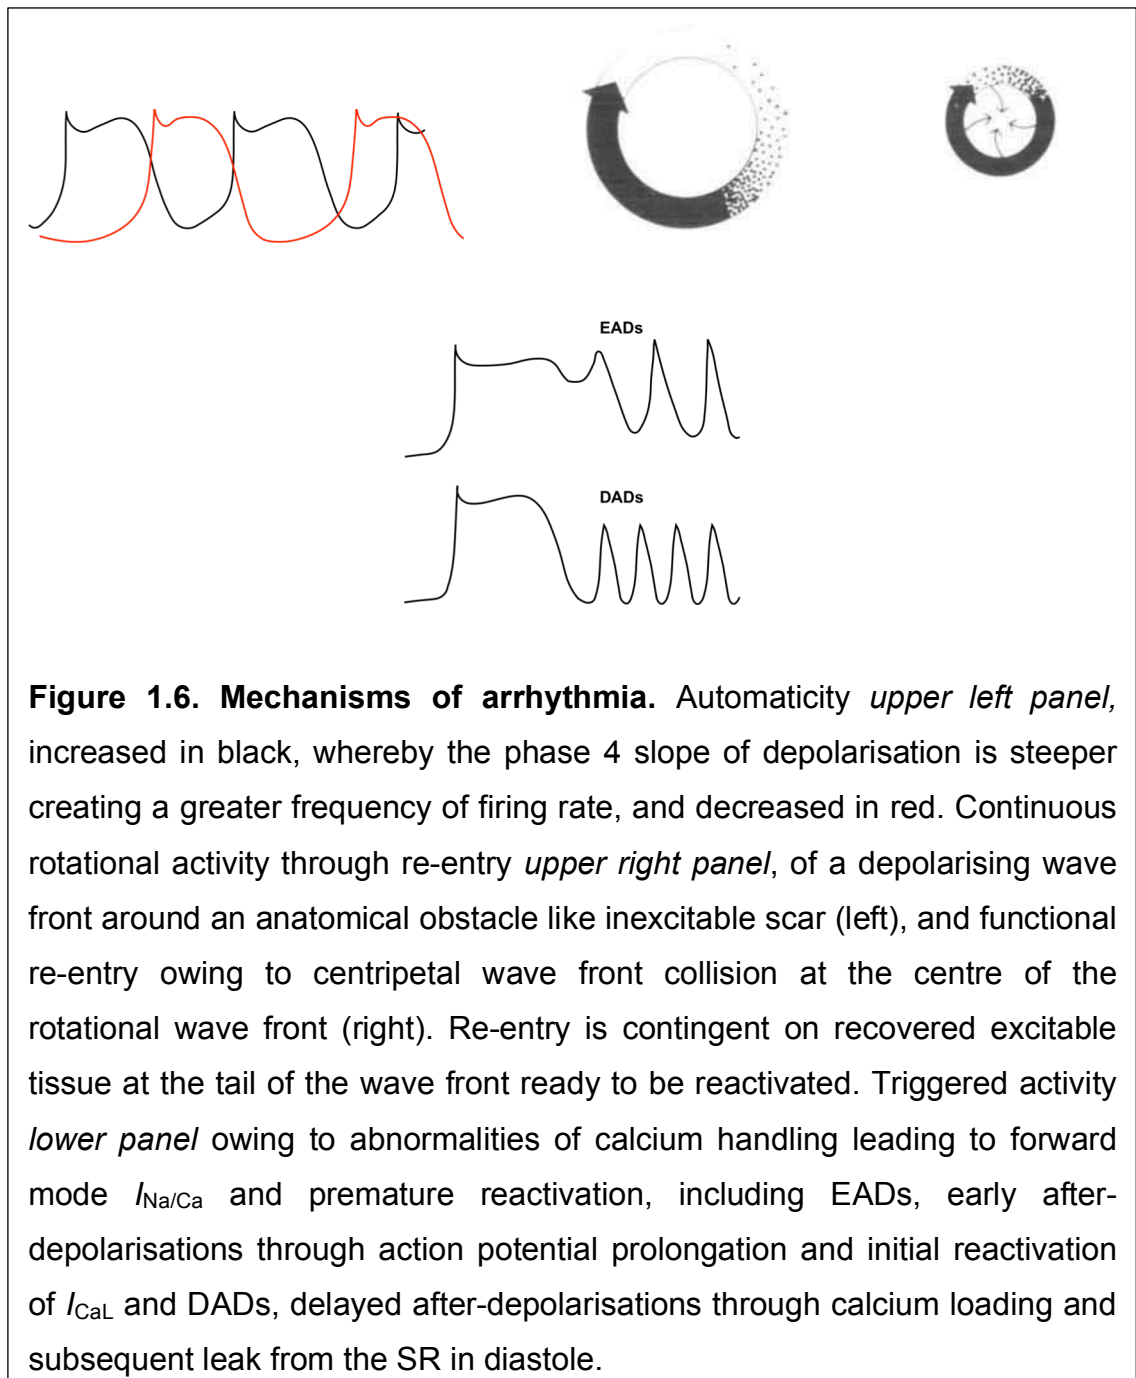 EADs
DADs
Figure 1.6. Mechanisms of arrhythmia. Automaticity upper left panel,
increased in black, whereby the phase 4 slope of depolarisation is steeper
creating a greater frequency of firing rate, and decreased in red. Continuous
rotational activity through re-entry upper right panel, of a depolarising wave
front around an anatomical obstacle like inexcitable scar (left), and functional
re-entry owing to centripetal wave front collision at the centre of the
rotational wave front (right). Re-entry is contingent on recovered excitable
tissue at the tail of the wave front ready to be reactivated. Triggered activity
lower panel owing to abnormalities of calcium handling leading to forward
mode INa/Ca and premature reactivation, including EADs, early after-
depolarisations through action potential prolongation and initial reactivation
of ICaL and DADs, delayed after-depolarisations through calcium loading and
subsequent leak from the SR in diastole.